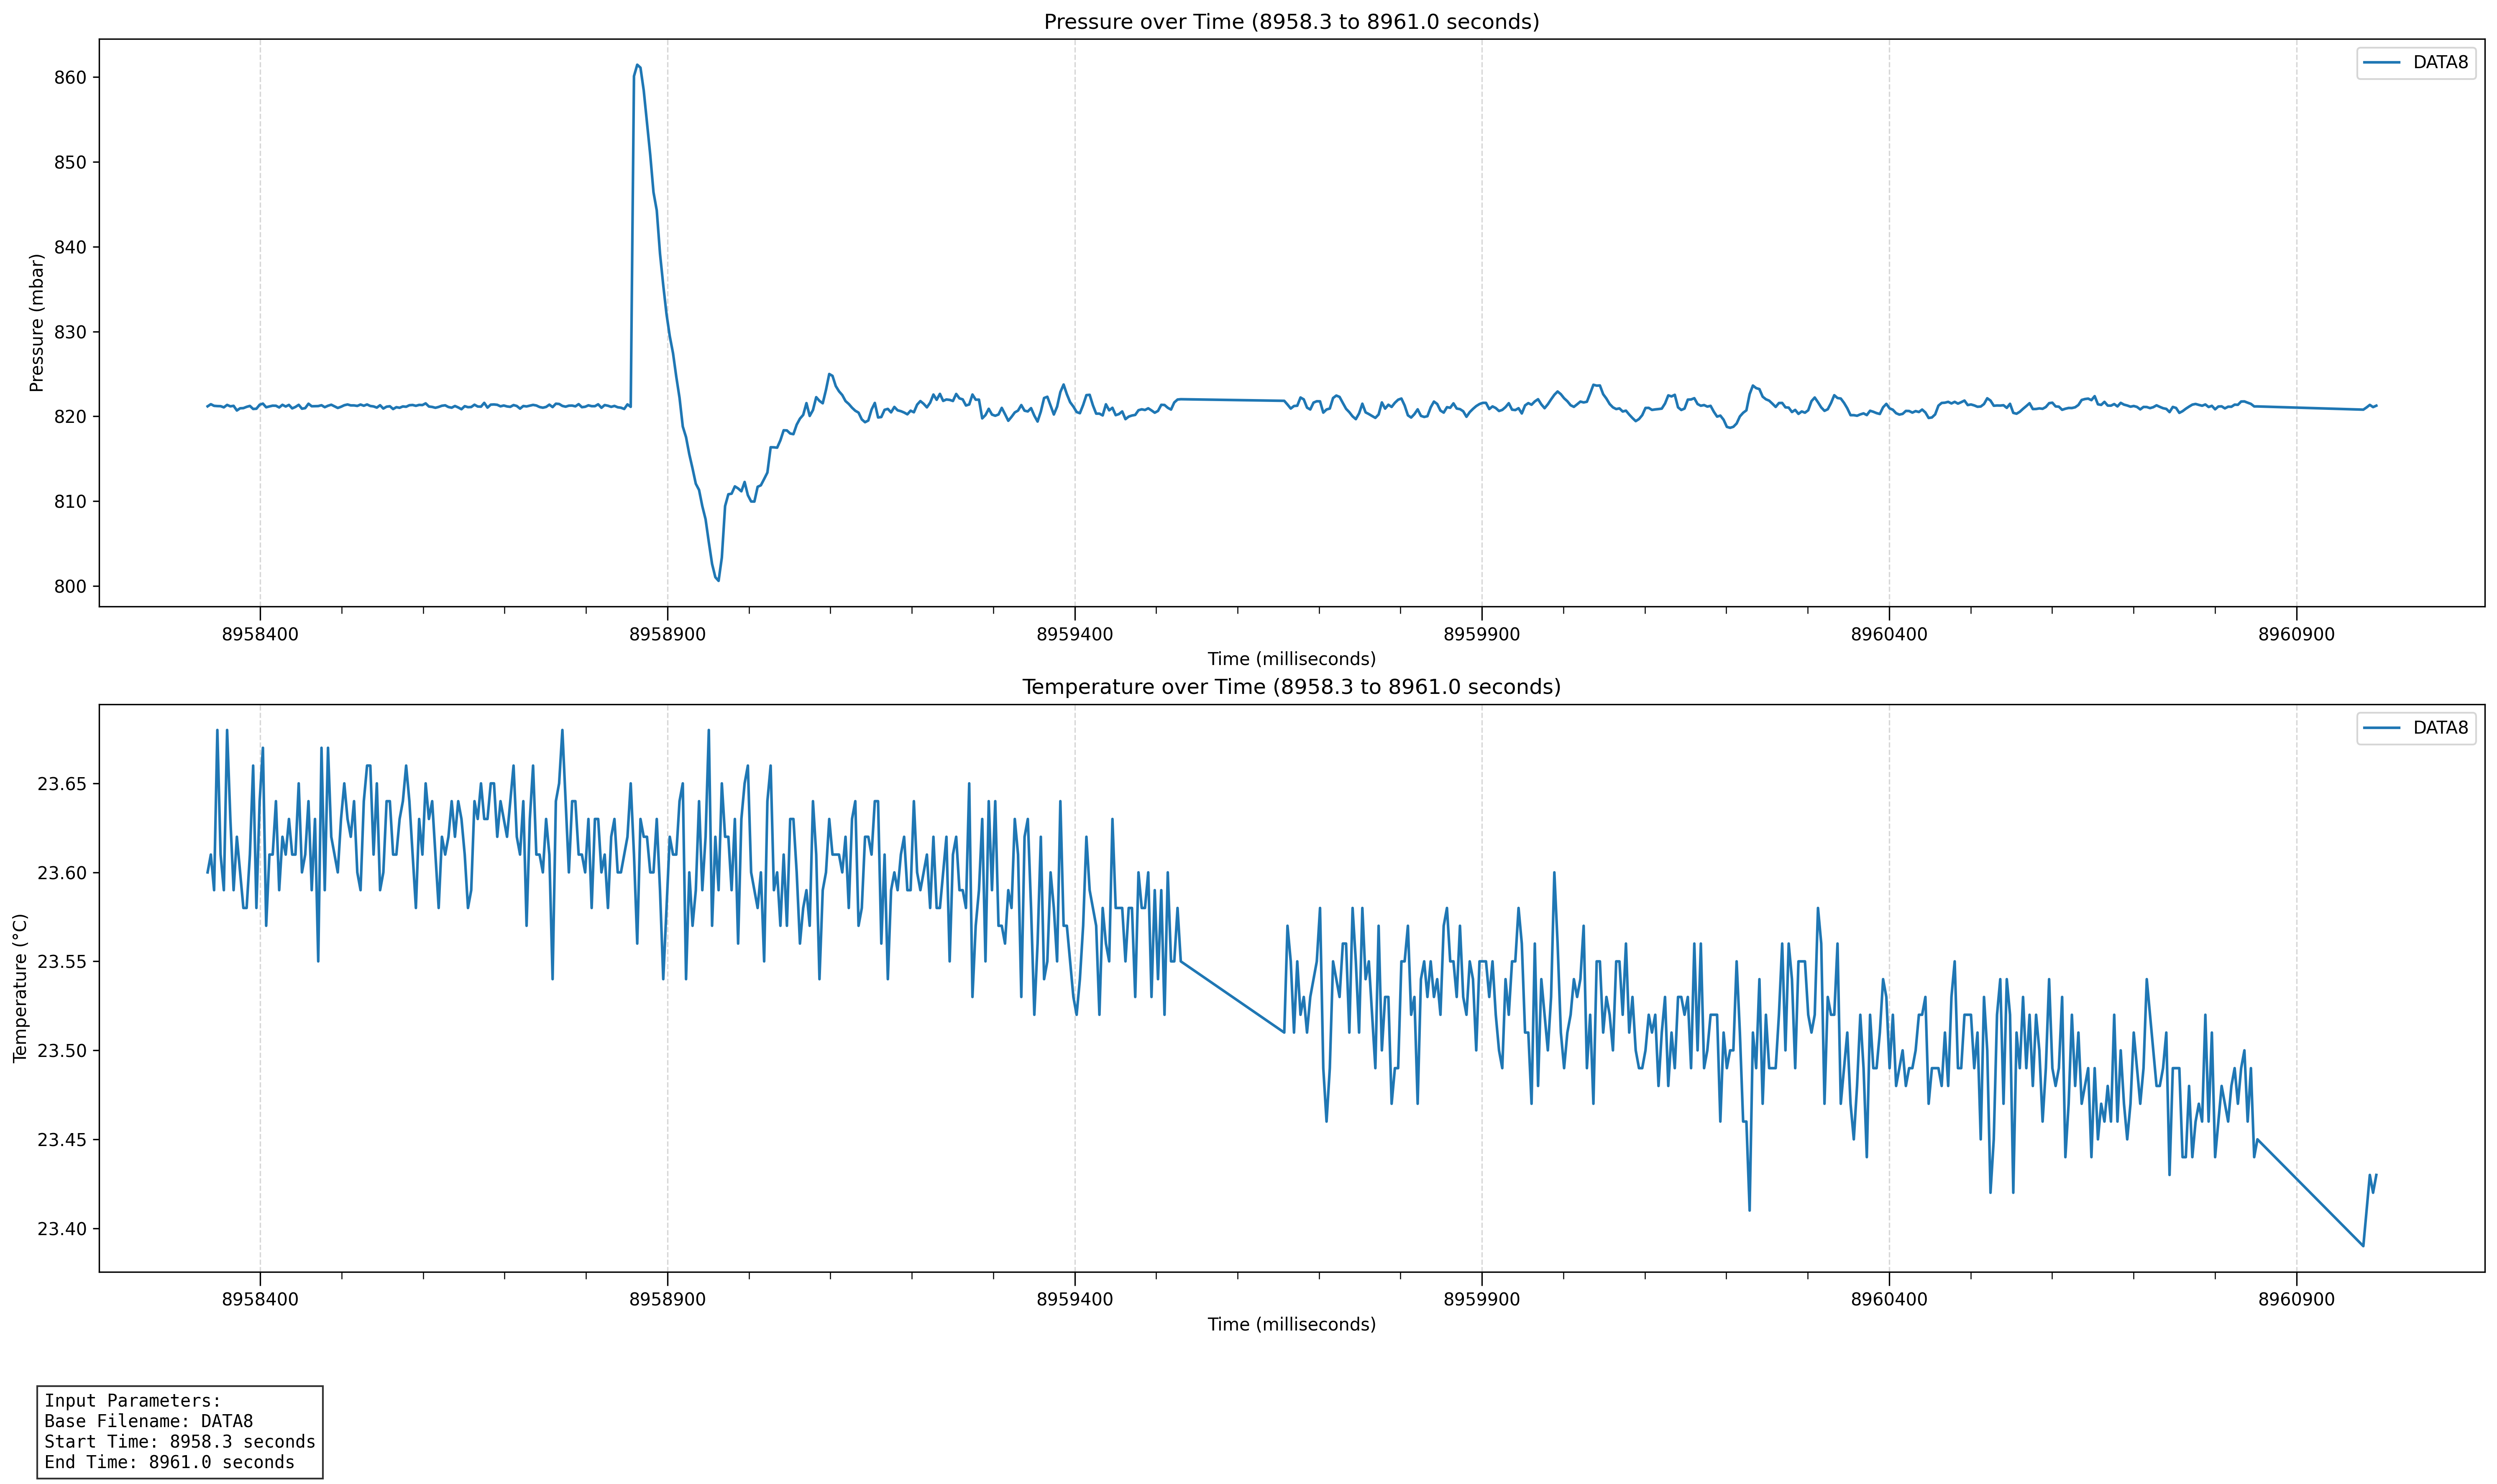 Pressure over Time (8958.3 to 8961.0 seconds)
DATA8
860
850
840
830
820
810
800
Pressure (mbar)
8958400 8958900 8959400 8959900 8960400 8960900
Time (milliseconds)
Temperature over Time (8958.3 to 8961.0 seconds)
DATA8
23.65
23.60
23.55
23.50
23.45
23.40
Temperature (°C)
8958400 8958900 8959400 8959900 8960400 8960900
Time (milliseconds)
Input Parameters:
Base Filename: DATA8
Start Time: 8958.3 seconds
End Time: 8961.0 seconds